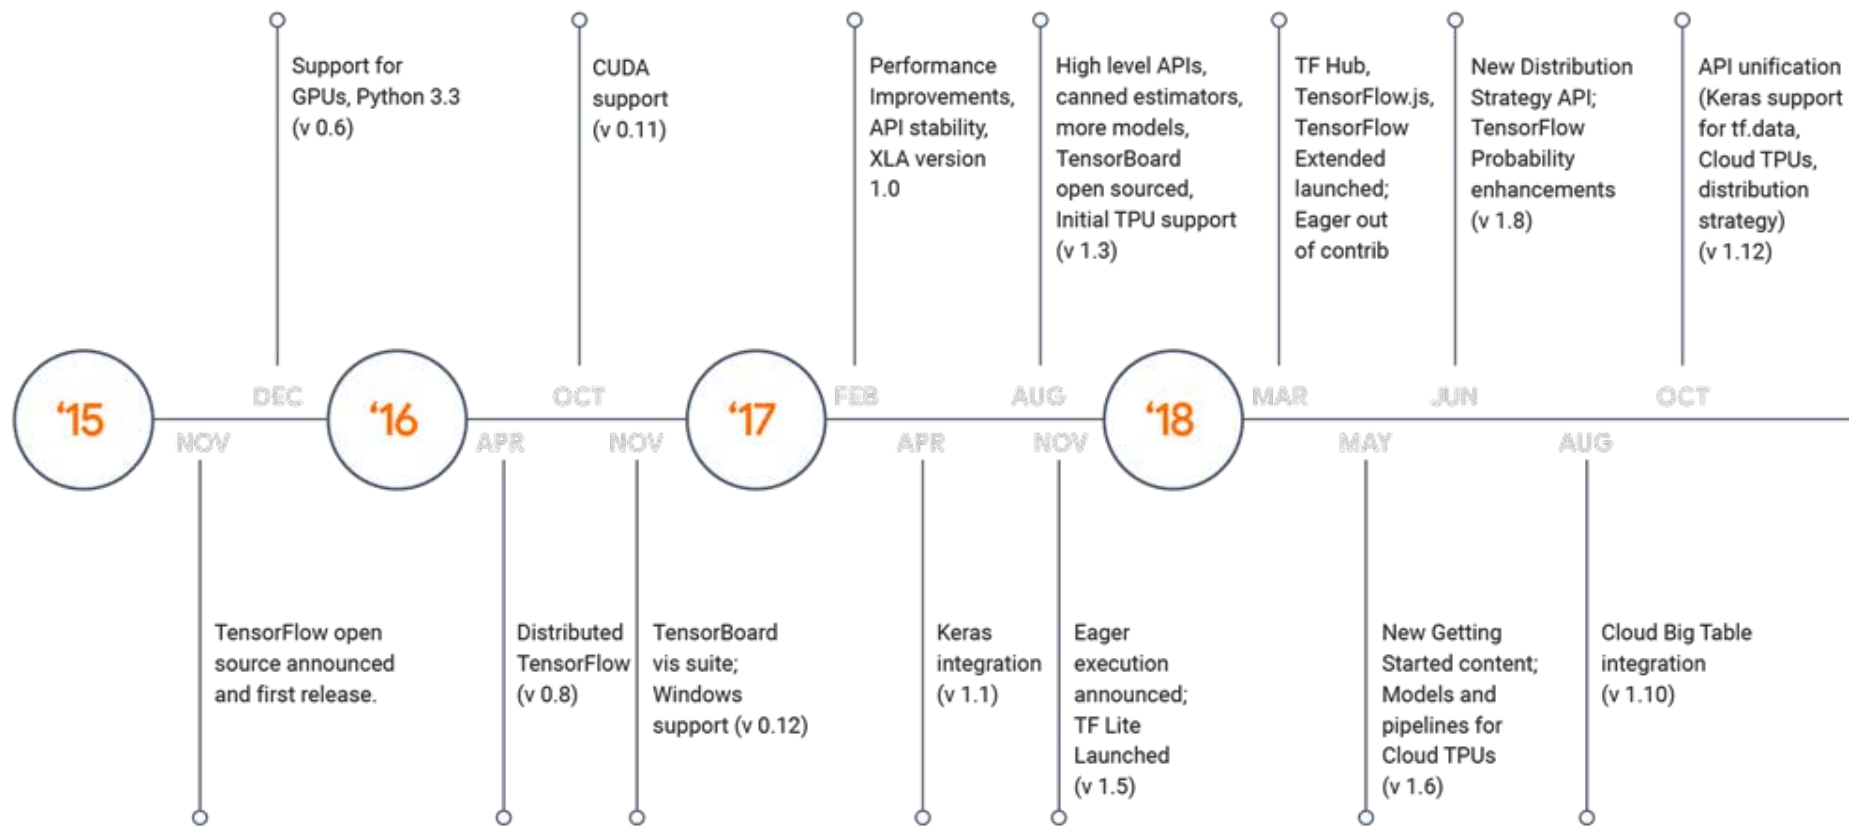 Support for
GPUs, Python 3.3
(v 0.6)
CUDA
support
(v 0.11)
Performance
Improvements,
API stability,
XLA version
1.0
High level APIs,
canned estimators,
more models,
TensorBoard
open sourced,
Initial TPU support
(v 1.3)
TF Hub,
TensorFlow.js,
TensorFlow
Extended
launched;
Eager out
of contrib
New Distribution
Strategy API;
TensorFlow
Probability
enhancements
(v 1.8)
API unification
(Keras support
for tf.data,
Cloud TPUs,
distribution
strategy)
(v 1.12)
DEC
OCT
FEB
AUG
MAR
JUN
OCT
‘15
‘16
‘17
‘18
NOV
APR
NOV
APR
NOV
MAY
AUG
TensorFlow open
source announced
and first release.
Distributed
TensorFlow
(v 0.8)
TensorBoard
vis suite;
Windows
support (v 0.12)
Keras
integration
(v 1.1)
Eager
execution
announced;
TF Lite
Launched
(v 1.5)
New Getting
Started content;
Models and
pipelines for
Cloud TPUs
(v 1.6)
Cloud Big Table
integration
(v 1.10)